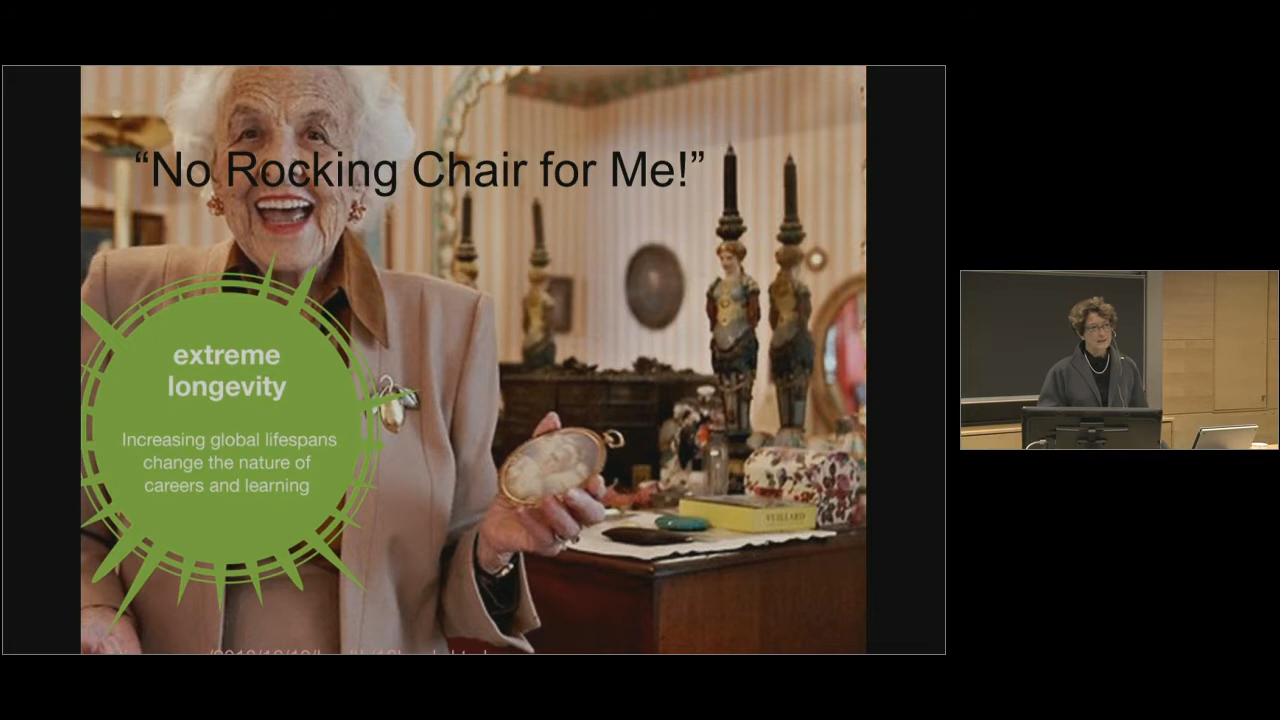 “No Rocking Chair for Me!”
extreme
longevity
Increasing global lifespans
change the nature of
careers and learning
VUILLARD